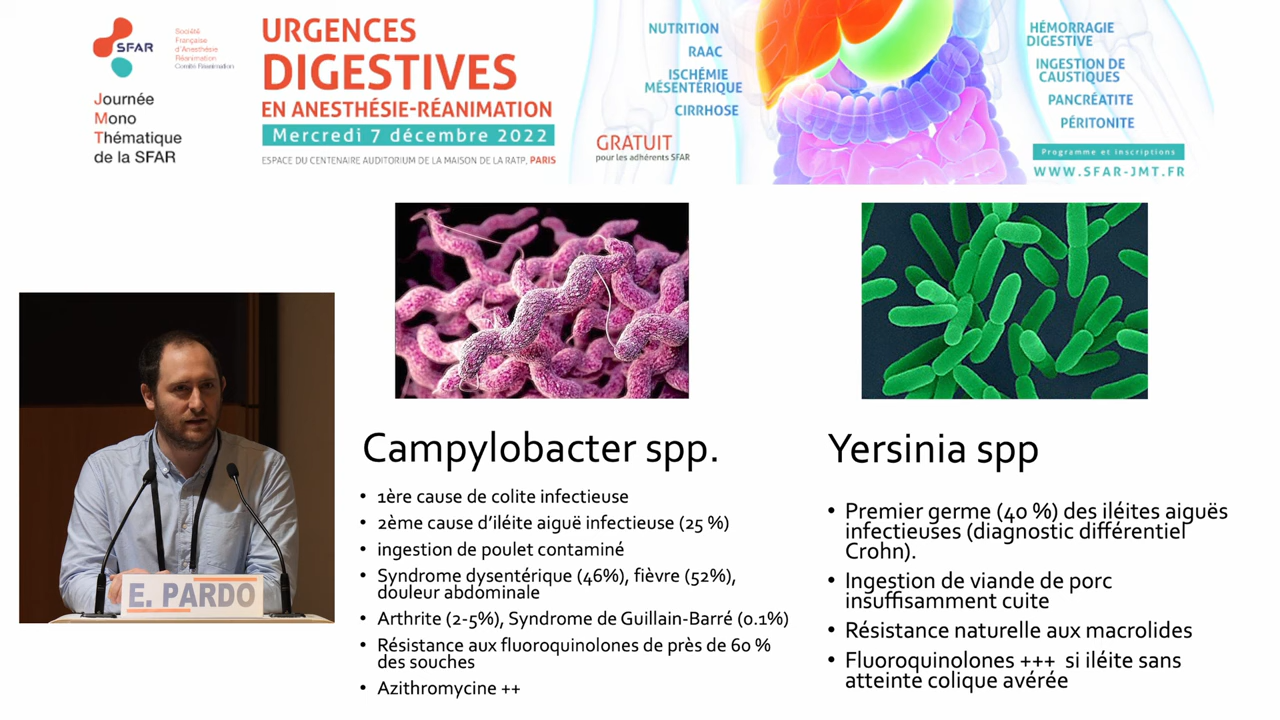 SFAR
Société
Française
d'Anesthésie
Réanimation
Comité Réanimation
Journée
Mono
Thématique
de la SFAR
URGENCES
DIGESTIVES
EN ANESTHÉSIE-RÉANIMATION
Mercredi 7 décembre 2022
ESPACE DU CENTENAIRE AUDITORIUM DE LA MAISON DE LA RATP, PARIS
GRATUIT
pour les adhérents SFAR
NUTRITION
RAAC
ISCHÉMIE
MÉSENTÉRIQUE
CIRRHOSE
HÉMORRAGIE
DIGESTIVE
INGESTION DE
CAUSTIQUES
PANCRÉATITE
PÉRITONITE
Programme et inscriptions
WWW.SFAR-JMT.FR
E. PARDO
Campylobacter spp.
• 1ère cause de colite infectieuse
• 2ème cause d'iléite aiguë infectieuse (25 %)
• ingestion de poulet contaminé
• Syndrome dysentérique (46%), fièvre (52%),
douleur abdominale
• Arthrite (2-5%), Syndrome de Guillain-Barré (0.1%)
• Résistance aux fluoroquinolones de près de 60 %
des souches
• Azithromycine ++
Yersinia spp
• Premier germe (40 %) des iléites aiguës
infectieuses (diagnostic différentiel
Crohn).
• Ingestion de viande de porc
insuffisamment cuite
• Résistance naturelle aux macrolides
• Fluoroquinolones +++ si iléite sans
atteinte colique avérée